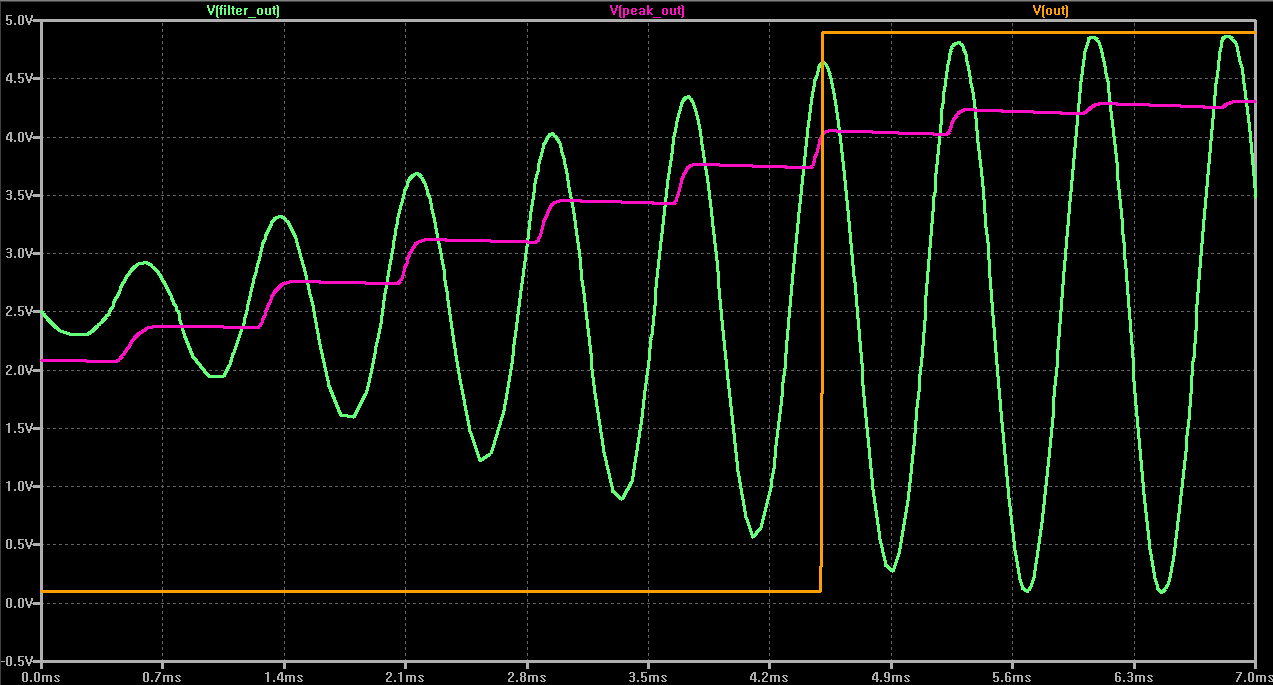 V(filter_out) V(peak_out) V(out)
5.0V
4.5V
4.0V
3.5V
3.0V
2.5V
2.0V
1.5V
1.0V
0.5V
0.0V
-0.5V
0.0ms 0.7ms 1.4ms 2.1ms 2.8ms 3.5ms 4.2ms 4.9ms 5.6ms 6.3ms 7.0ms